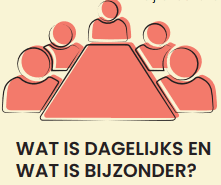 WAT IS DAGELIJKS EN
WAT IS BIJZONDER?